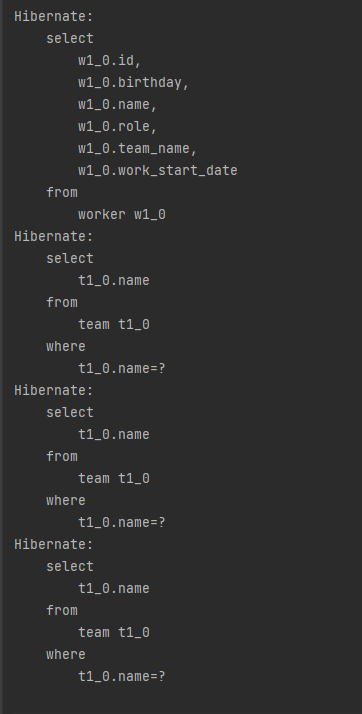 Hibernate:
    select
        w1_0.id,
        w1_0.birthday,
        w1_0.name,
        w1_0.role,
        w1_0.team_name,
        w1_0.work_start_date
    from
        worker w1_0
Hibernate:
    select
        t1_0.name
    from
        team t1_0
    where
        t1_0.name=?
Hibernate:
    select
        t1_0.name
    from
        team t1_0
    where
        t1_0.name=?
Hibernate:
    select
        t1_0.name
    from
        team t1_0
    where
        t1_0.name=?